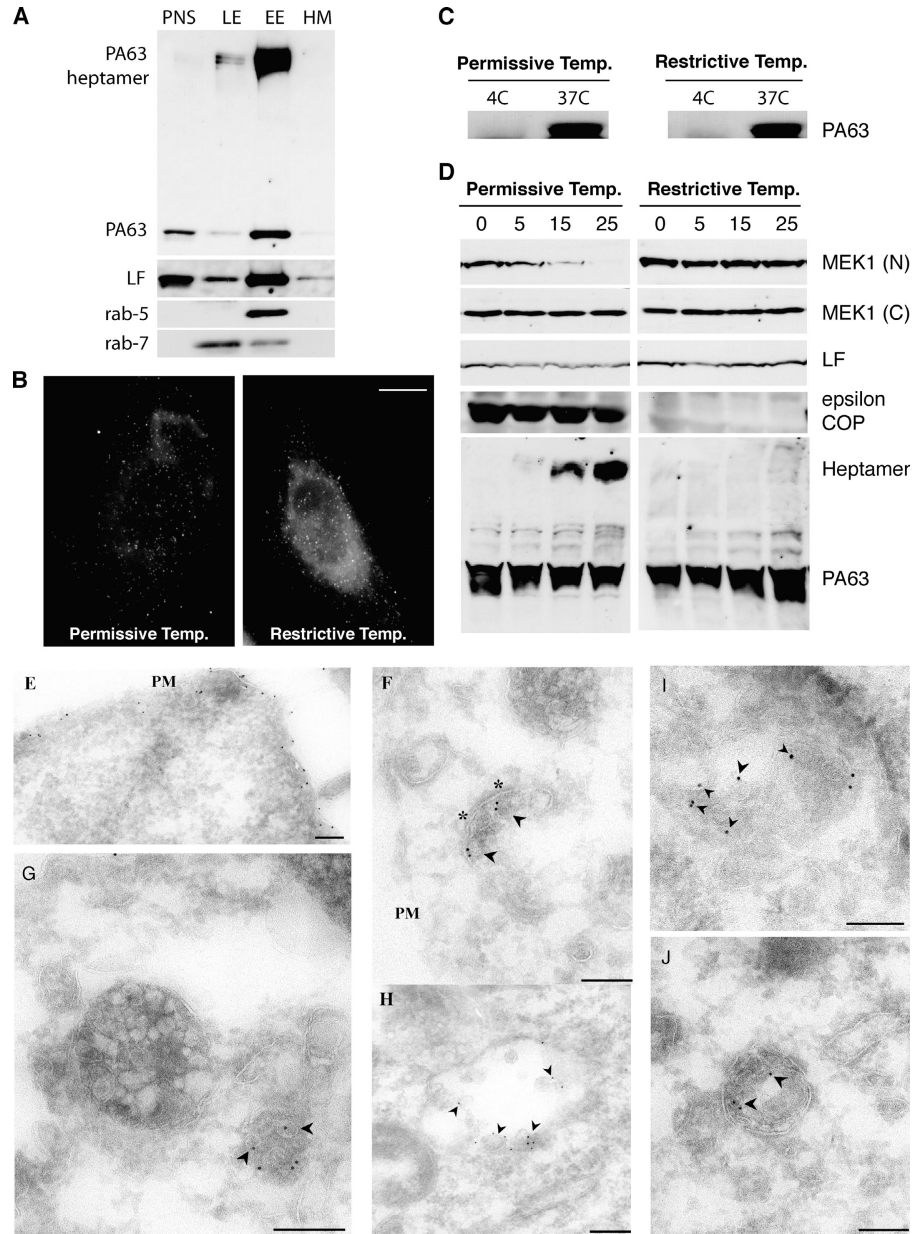 A
PNS LE EE HM
PA63
heptamer
PA63
LF
rab-5
rab-7
B
Permissive Temp.
Restrictive Temp.
C
Permissive Temp. Restrictive Temp.
4C 37C 4C 37C
PA63
D
Permissive Temp. Restrictive Temp.
0 5 15 25 0 5 15 25
MEK1 (N)
MEK1 (C)
LF
epsilon
COP
Heptamer
PA63
E
PM
F
* *
PM
G
H
I
J